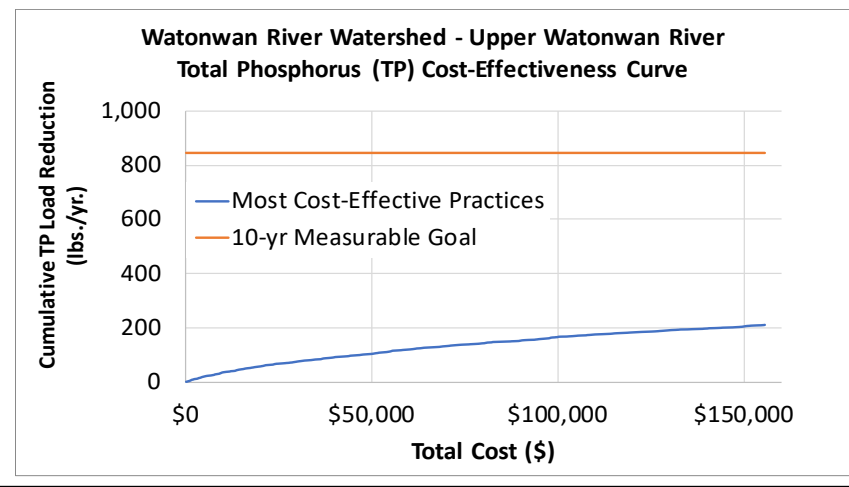 Watonwan River Watershed - Upper Watonwan River
Total Phosphorus (TP) Cost-Effectiveness Curve
Cumulative TP Load Reduction
(lbs./yr.)
1,000
800
600
400
200
0
Most Cost-Effective Practices
10-yr Measurable Goal
$0
$50,000
$100,000
$150,000
Total Cost ($)